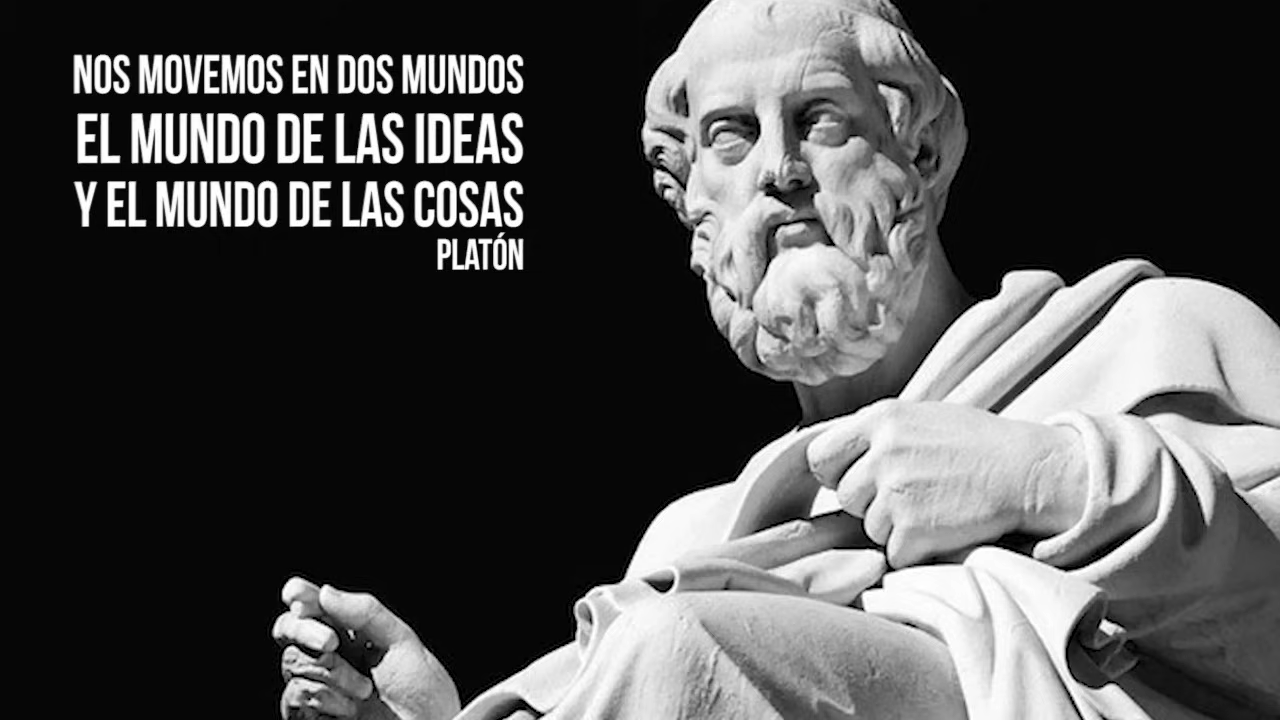 NOS MOVEMOS EN DOS MUNDOS
EL MUNDO DE LAS IDEAS
Y EL MUNDO DE LAS COSAS
PLATÓN